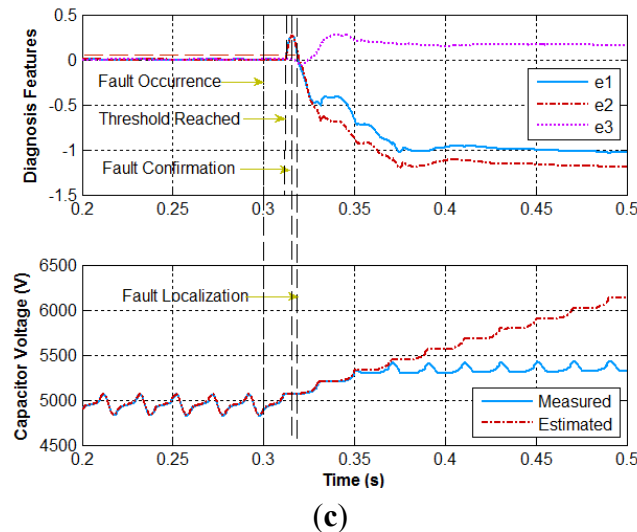 0.5
0
-0.5
-1
-1.5
Diagnosis Features
Fault Occurrence
Threshold Reached
Fault Confirmation
e1
e2
e3
0.2 0.25 0.3 0.35 0.4 0.45 0.5
6500
6000
5500
5000
4500
Capacitor Voltage (V)
Fault Localization
Measured
Estimated
0.2 0.25 0.3 0.35 0.4 0.45 0.5
Time (s)
(c)